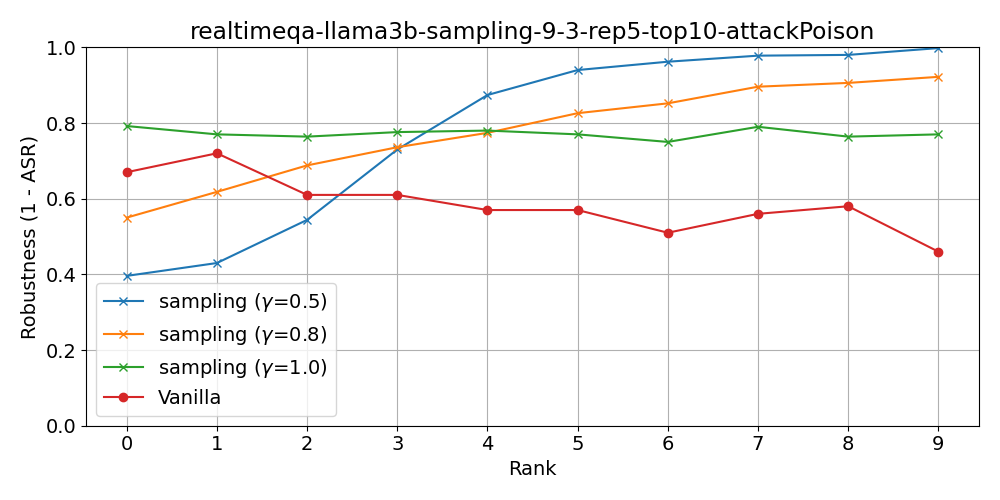 realtimeqa-llama3b-sampling-9-3-rep5-top10-attackPoison
Robustness (1 - ASR)
1.0
0.8
0.6
0.4
0.2
0.0
sampling (γ=0.5)
sampling (γ=0.8)
sampling (γ=1.0)
Vanilla
0 1 2 3 4 5 6 7 8 9
Rank